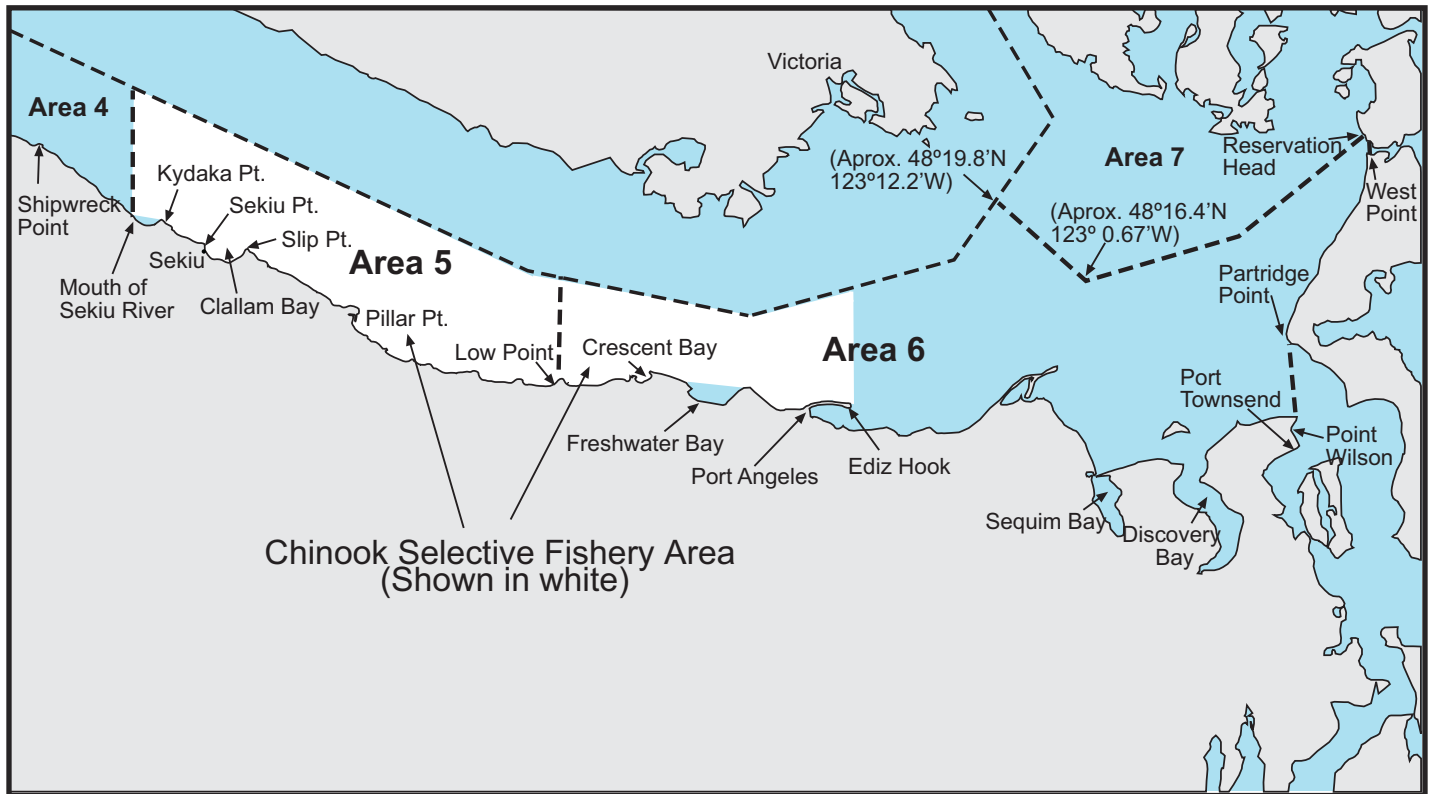 Victoria
Area 4
(Aprox. 48º19.8’N
123º12.2’W)
Area 7
Reservation
Head
Kydaka Pt.
West
Point
Shipwreck
Point
Sekiu Pt.
(Aprox. 48º16.4’N
123º 0.67’W)
Slip Pt.
Sekiu
Area 5
Mouth of
Sekiu River
Clallam Bay
Partridge
Point
Pillar Pt.
Low Point
Crescent Bay
Area 6
Port
Townsend
Freshwater Bay
Point
Wilson
Port Angeles
Ediz Hook
Sequim Bay
Discovery
Bay
Chinook Selective Fishery Area
(Shown in white)